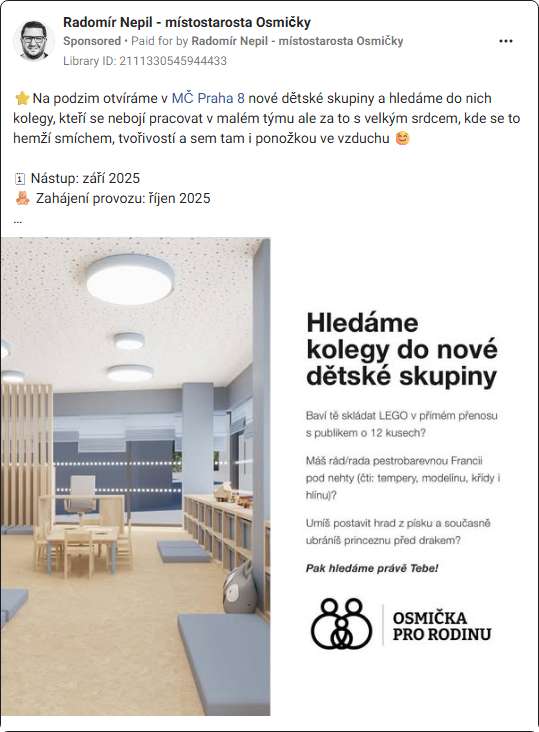 Radomír Nepil - místostarosta Osmičky
Sponsored • Paid for by Radomír Nepil - místostarosta Osmičky
Library ID: 2111330545944433
⭐Na podzim otvíráme v MČ Praha 8 nové dětské skupiny a hledáme do nich
kolegy, kteří se nebojí pracovat v malém týmu ale za to s velkým srdcem, kde se to
hemží smíchem, tvořivostí a sem tam i ponožkou ve vzduchu 😆
🗓 Nástup: září 2025
🧸 Zahájení provozu: říjen 2025
...
Hledáme
kolegy do nové
dětské skupiny
Baví tě skládat LEGO v přímém přenosu
s publikem o 12 kusech?
Máš rád/rada pestrobarevnou Francii
pod nehty (čti: tempery, modelínu, křídy i
hlínu)?
Umíš postavit hrad z písku a současně
ubráníš princeznu před drakem?
Pak hledáme právě Tebe!
OSMIČKA
PRO RODINU